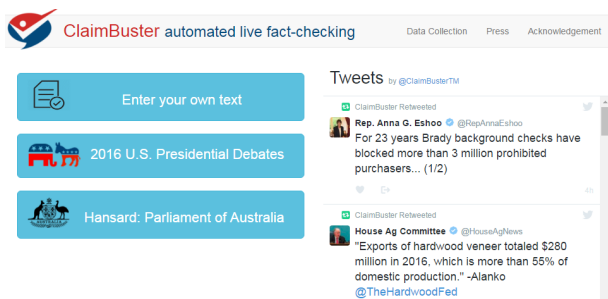 ClaimBuster automated live fact-checking
Data Collection Press Acknowledgement
Enter your own text
2016 U.S. Presidential Debates
Hansard: Parliament of Australia
Tweets by @ClaimBusterTM
ClaimBuster Retweeted
Rep. Anna G. Eshoo @RepAnnaEshoo
For 23 years Brady background checks have
blocked more than 3 million prohibited
purchasers... (1/2)
4h
ClaimBuster Retweeted
House Ag Committee @HouseAgNews
"Exports of hardwood veneer totaled $280
million in 2016, which is more than 55% of
domestic production." -Alanko
@TheHardwoodFed